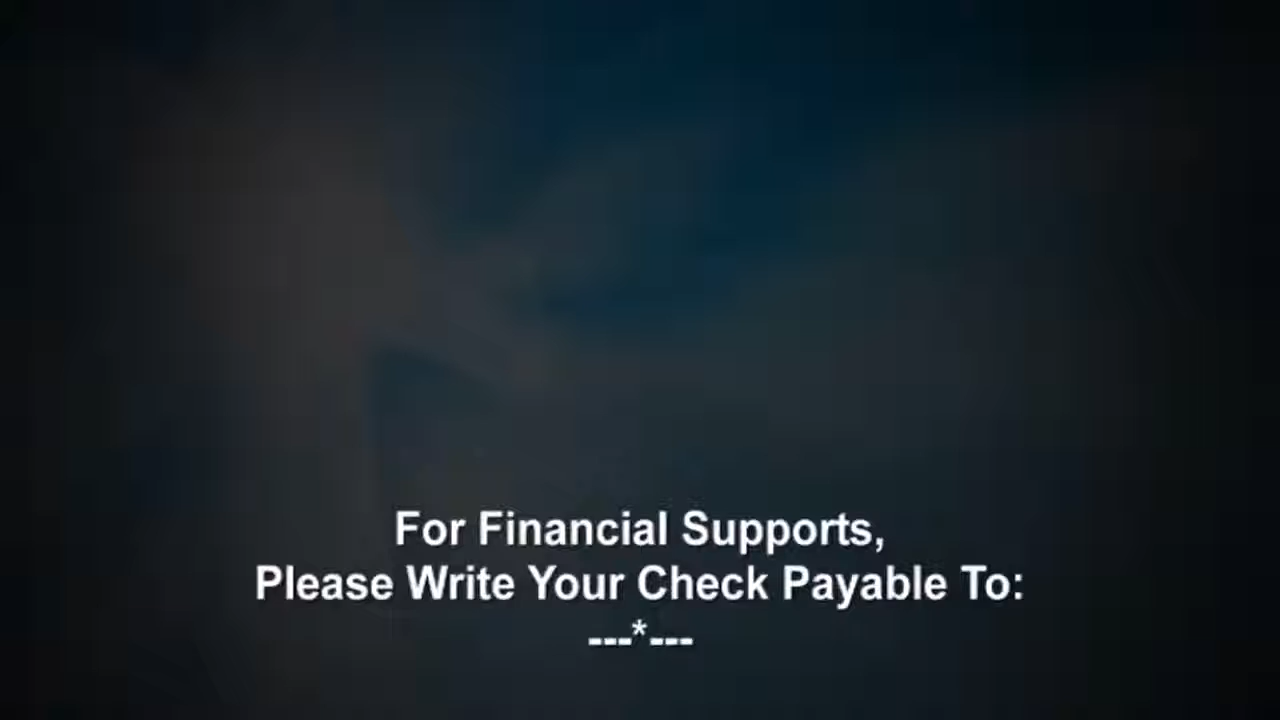 For Financial Supports,
Please Write Your Check Payable To:
---*---